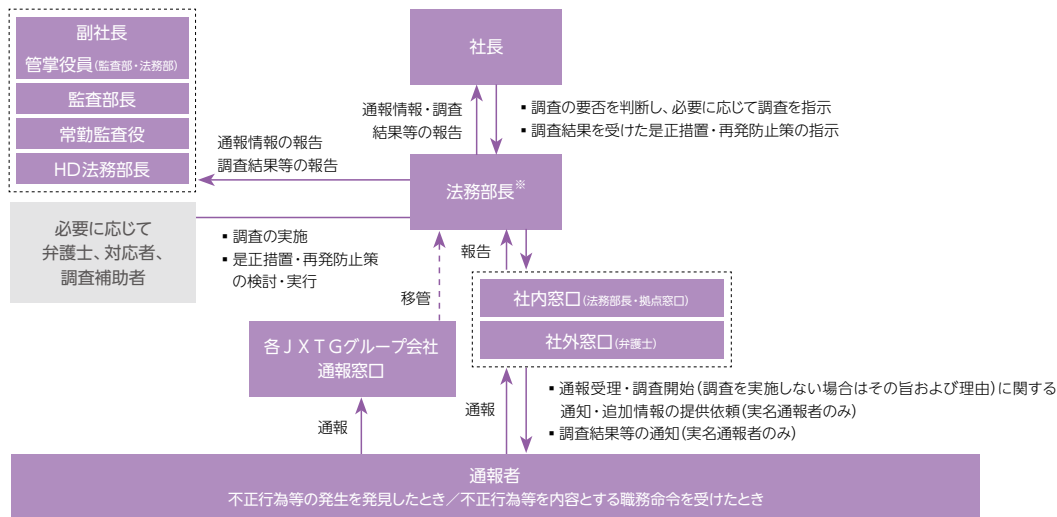 副社長
管掌役員(監査部・法務部)
監査部長
常勤監査役
HD法務部長
社長
通報情報・調査
結果等の報告
▪ 調査の要否を判断し、必要に応じて調査を指示
▪ 調査結果を受けた是正措置・再発防止策の指示
通報情報の報告
調査結果等の報告
法務部長※
必要に応じて
弁護士、対応者、
調査補助者
▪ 調査の実施
▪ 是正措置・再発防止策
の検討・実行
移管
報告
社内窓口(法務部長・拠点窓口)
社外窓口(弁護士)
各JXTGグループ会社
通報窓口
通報
通報
▪ 通報受理・調査開始(調査を実施しない場合はその旨および理由)に関する
通知・追加情報の提供依頼(実名通報者のみ)
▪ 調査結果等の通知(実名通報者のみ)
通報者
不正行為等の発生を発見したとき／不正行為等を内容とする職務命令を受けたとき